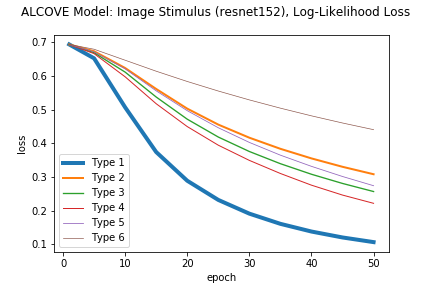 ALCOVE Model: Image Stimulus (resnet152), Log-Likelihood Loss
0.7
0.6
0.5
0.4
0.3
0.2
0.1
loss
Type 1
Type 2
Type 3
Type 4
Type 5
Type 6
0 10 20 30 40 50
epoch